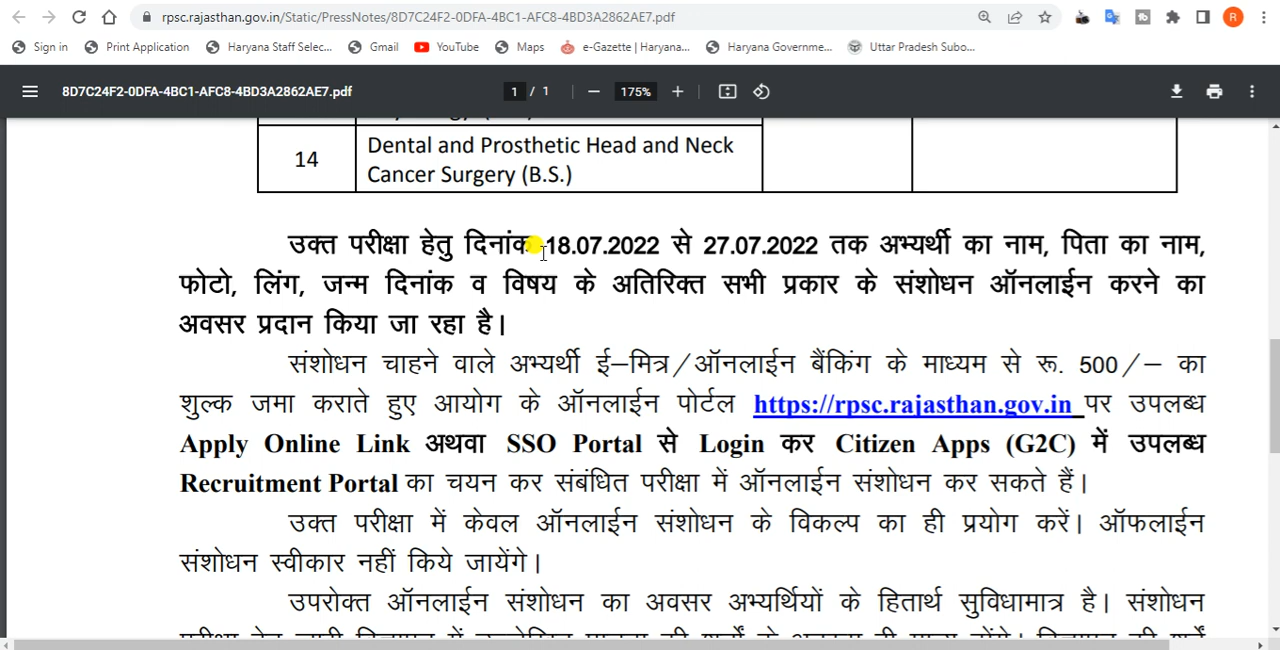 rpsc.rajasthan.gov.in/Static/PressNotes/8D7C24F2-0DFA-4BC1-AFC8-4BD3A2862AE7.pdf
Sign in Print Application Haryana Staff Selec... Gmail YouTube Maps e-Gazette | Haryana... Haryana Governme... Uttar Pradesh Subo...
8D7C24F2-0DFA-4BC1-AFC8-4BD3A2862AE7.pdf 1 / 1 175%
14 Dental and Prosthetic Head and Neck
Cancer Surgery (B.S.)
उक्त परीक्षा हेतु दिनांक 18.07.2022 से 27.07.2022 तक अभ्यर्थी का नाम, पिता का नाम,
फोटो, लिंग, जन्म दिनांक व विषय के अतिरिक्त सभी प्रकार के संशोधन ऑनलाईन करने का
अवसर प्रदान किया जा रहा है।
संशोधन चाहने वाले अभ्यर्थी ई–मित्र/ऑनलाईन बैंकिंग के माध्यम से रू. 500/– का
शुल्क जमा कराते हुए आयोग के ऑनलाईन पोर्टल https://rpsc.rajasthan.gov.in पर उपलब्ध
Apply Online Link अथवा SSO Portal से Login कर Citizen Apps (G2C) में उपलब्ध
Recruitment Portal का चयन कर संबंधित परीक्षा में ऑनलाईन संशोधन कर सकते हैं।
उक्त परीक्षा में केवल ऑनलाईन संशोधन के विकल्प का ही प्रयोग करें। ऑफलाईन
संशोधन स्वीकार नहीं किये जायेंगे।
उपरोक्त ऑनलाईन संशोधन का अवसर अभ्यर्थियों के हितार्थ सुविधामात्र है। संशोधन